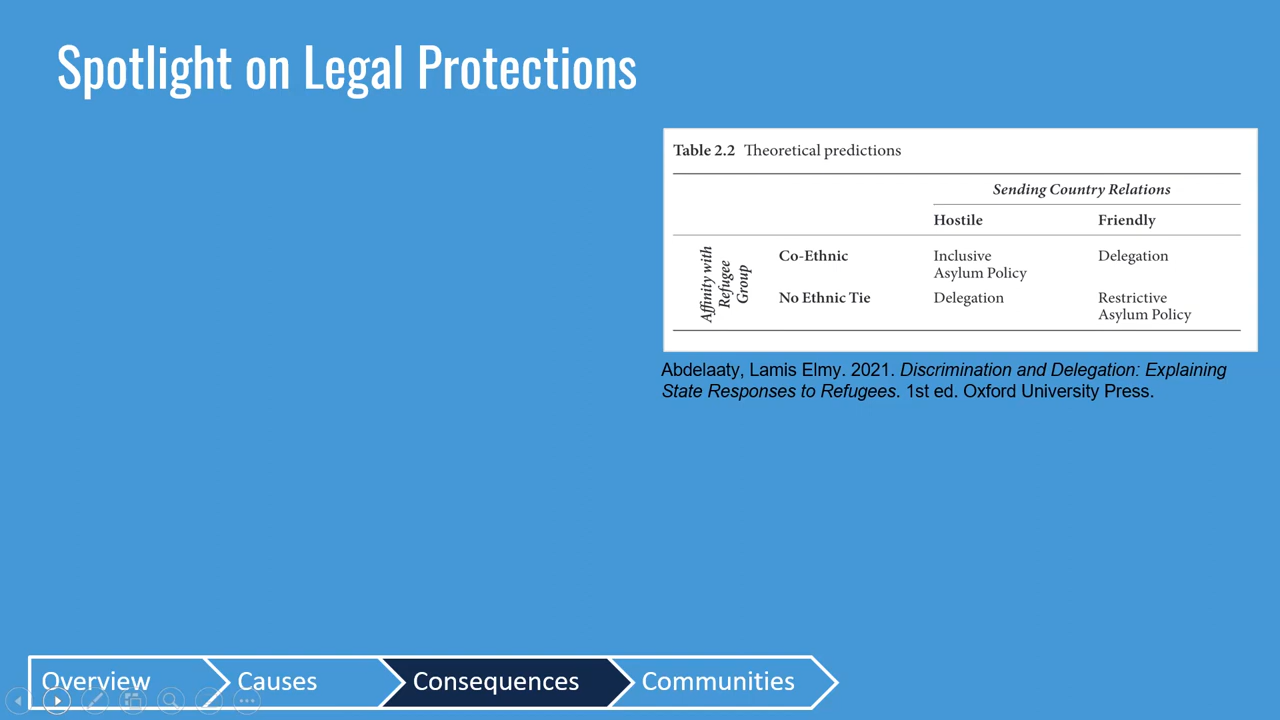 Spotlight on Legal Protections
Table 2.2 Theoretical predictions
Sending Country Relations
Hostile Friendly
Affinity with
Refugee
Group
Co-Ethnic Inclusive Delegation
Asylum Policy
No Ethnic Tie Delegation Restrictive
Asylum Policy
Abdelaaty, Lamis Elmy. 2021. Discrimination and Delegation: Explaining
State Responses to Refugees. 1st ed. Oxford University Press.
Overview Causes Consequences Communities